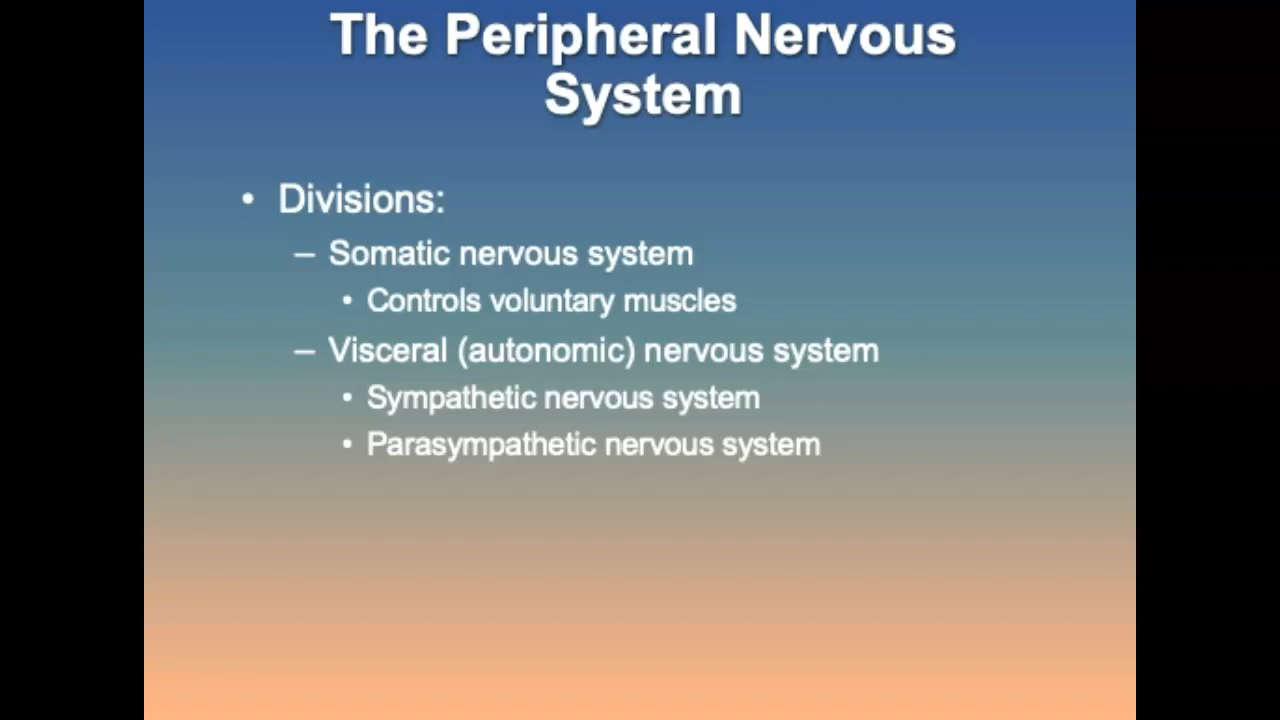 The Peripheral Nervous
System
• Divisions:
– Somatic nervous system
• Controls voluntary muscles
– Visceral (autonomic) nervous system
• Sympathetic nervous system
• Parasympathetic nervous system